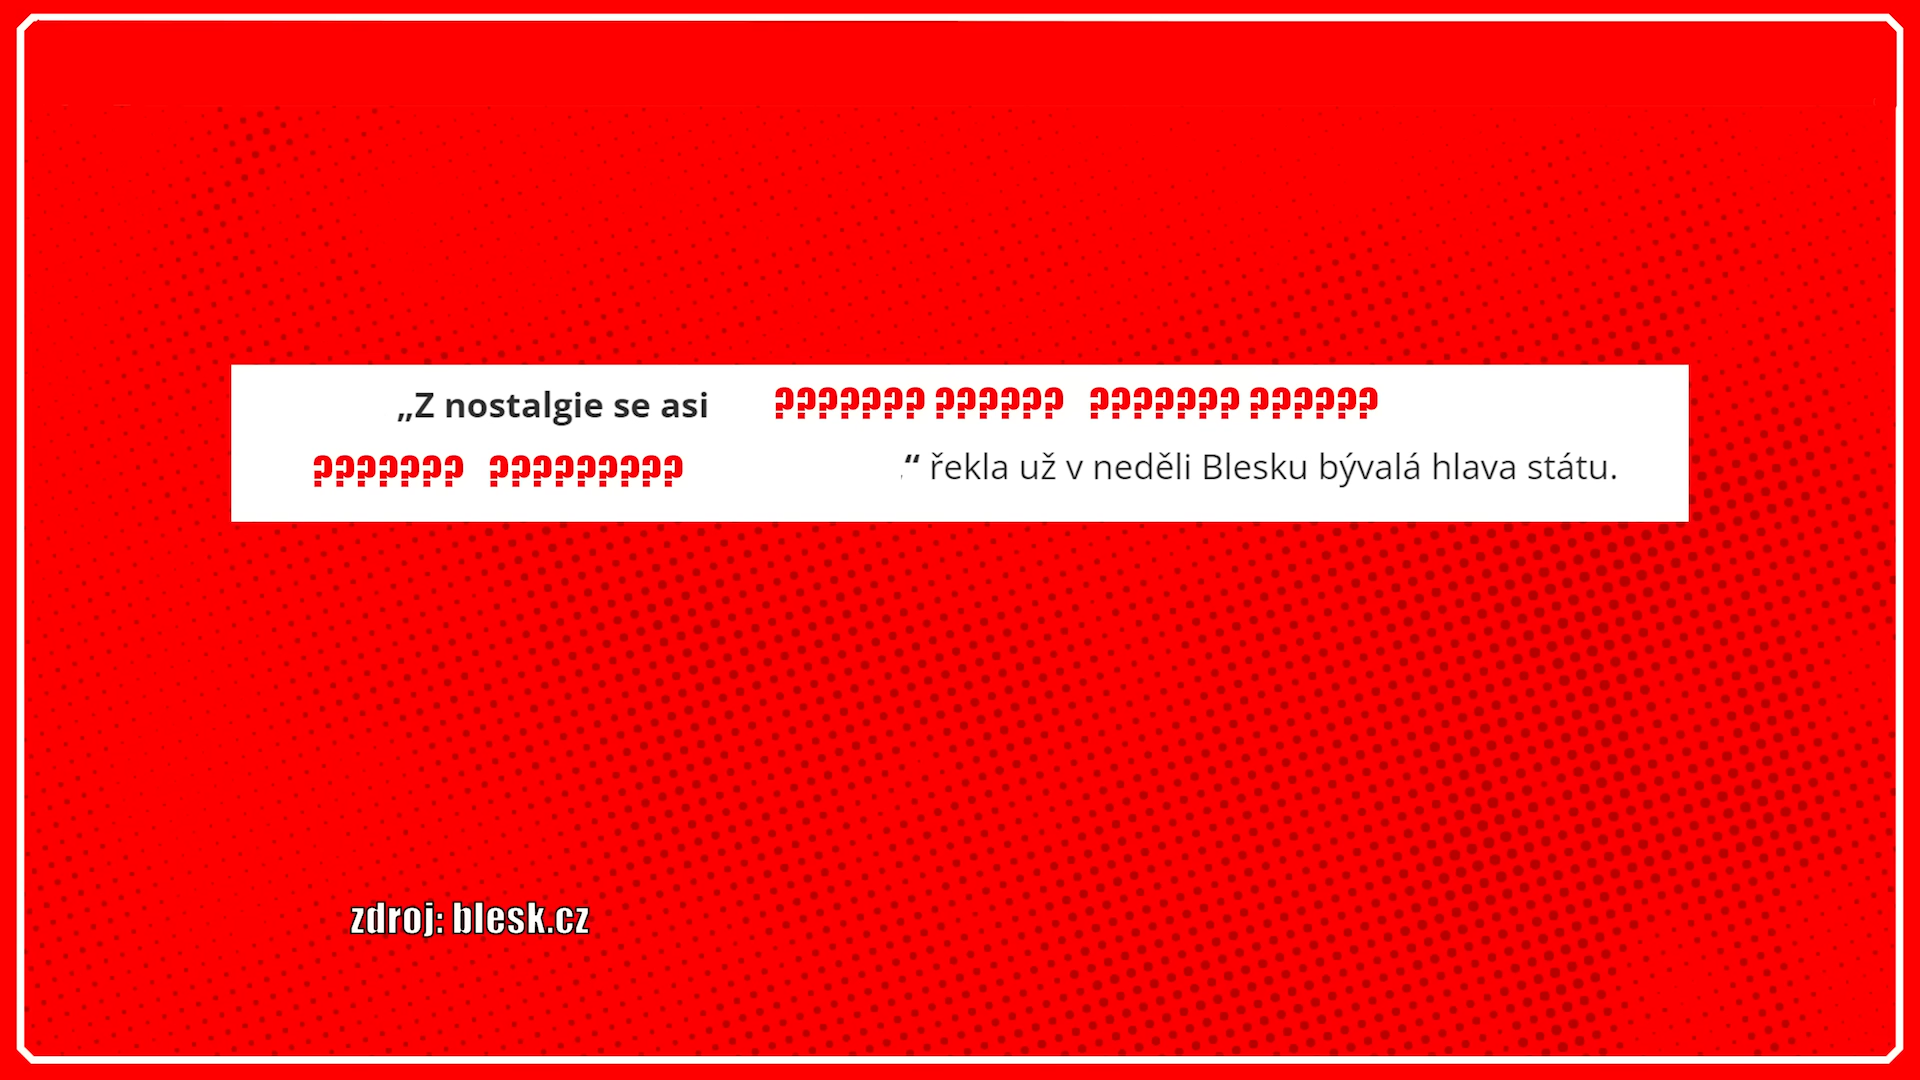 „Z nostalgie se asi ??????? ?????? ??????? ??????
??????? ?????????“ řekla už v neděli Blesku bývalá hlava státu.
zdroj: blesk.cz